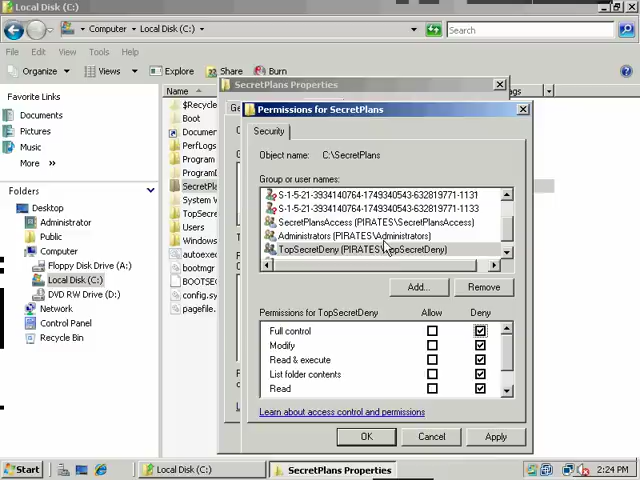 Local Disk (C:)
Computer
Local Disk (C:)
Search
File Edit View Tools Help
Organize Views Explore Share Burn
Favorite Links
Documents
Pictures
Music
More »
Folders
Desktop
Administrator
Public
Computer
Floppy Disk Drive (A:)
Local Disk (C:)
DVD RW Drive (D:)
Network
Control Panel
Recycle Bin
Name
$Recycle
Boot
Documen
PerfLogs
Program
Program
SecretPla
System V
TopSecre
Users
Windows
autoexec
bootmgr
BOOTSEC
config.sy
pagefile.
SecretPlans Properties
Permissions for SecretPlans
Security
Object name: C:\SecretPlans
Group or user names:
S-1-5-21-3934140764-1749340543-632819771-1131
S-1-5-21-3934140764-1749340543-632819771-1133
SecretPlansAccess (PIRATES\SecretPlansAccess)
Administrators (PIRATES\Administrators)
TopSecretDeny (PIRATES\TopSecretDeny)
Add... Remove
Permissions for TopSecretDeny Allow Deny
Full control
Modify
Read & execute
List folder contents
Read
Learn about access control and permissions
OK Cancel Apply
Start Local Disk (C:) SecretPlans Properties 2:24 PM